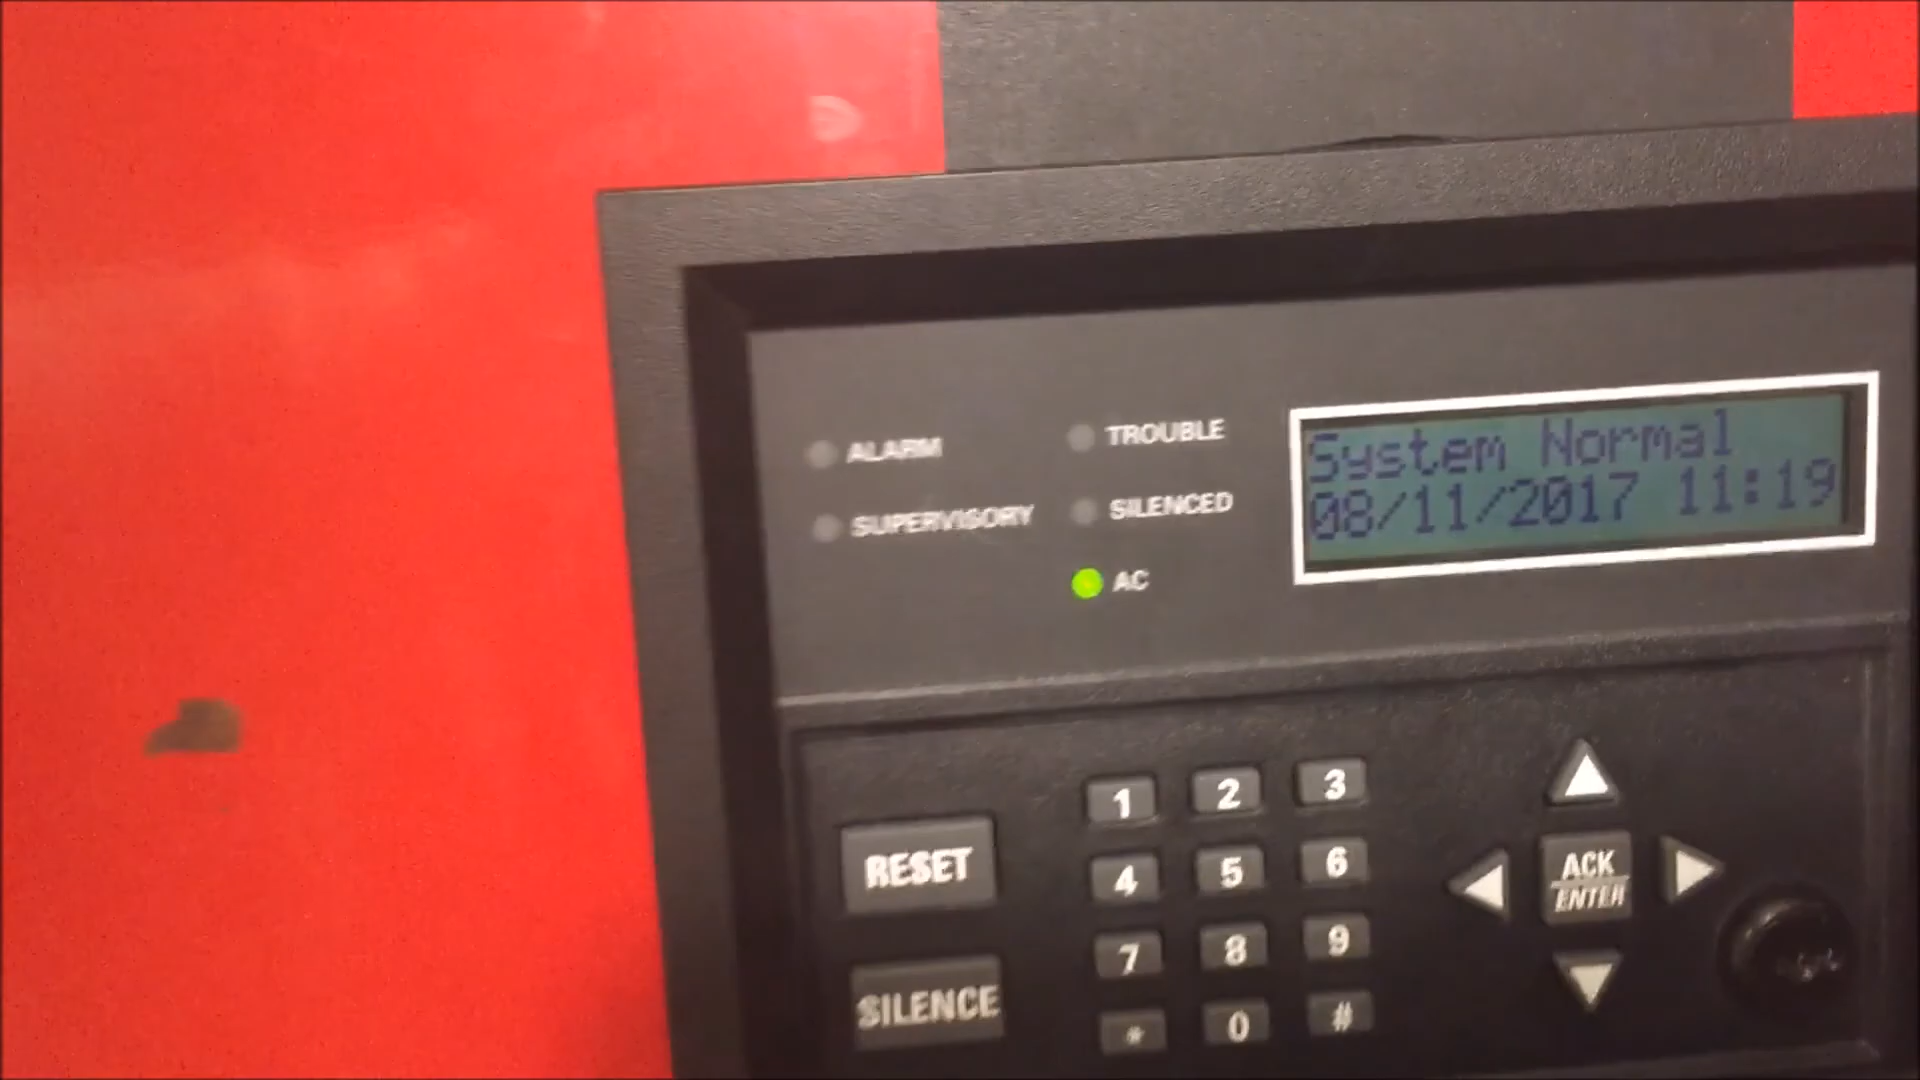 ALARM
TROUBLE
SUPERVISORY
SILENCED
AC
System Normal
08/11/2017 11:19
RESET
SILENCE
1 2 3
4 5 6
7 8 9
* 0 #
ACK
ENTER